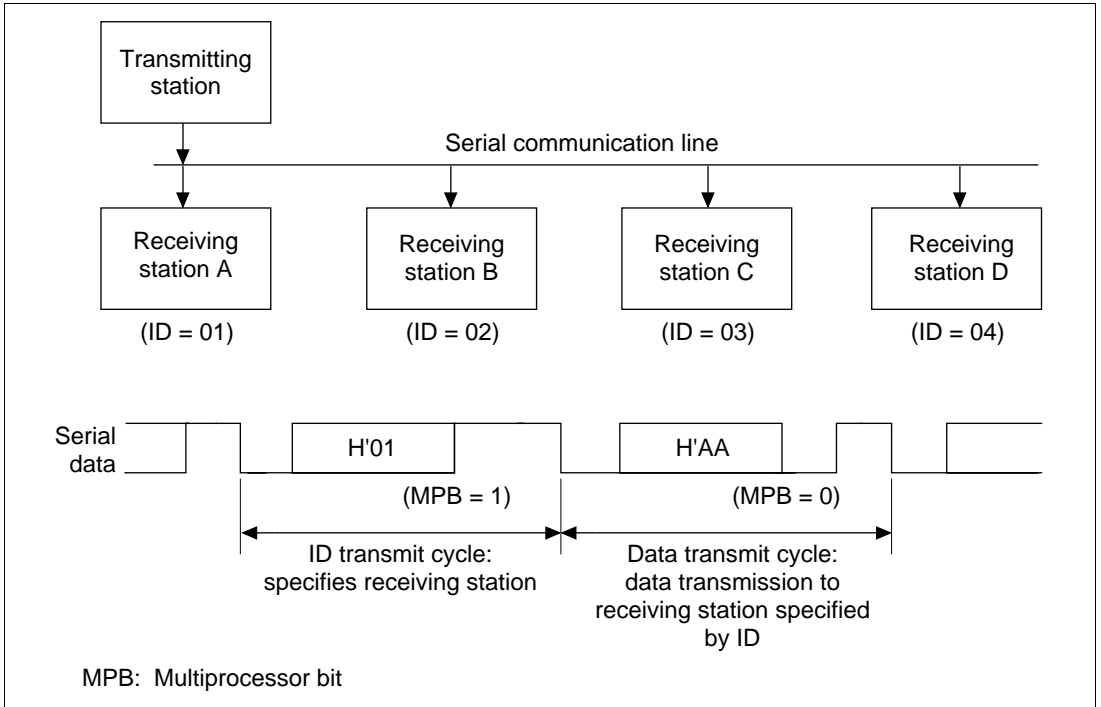 Transmitting
station
Serial communication line
Receiving
station A
Receiving
station B
Receiving
station C
Receiving
station D
(ID = 01)
(ID = 02)
(ID = 03)
(ID = 04)
Serial
data
H'01
H'AA
(MPB = 1)
(MPB = 0)
ID transmit cycle:
specifies receiving station
Data transmit cycle:
data transmission to
receiving station specified
by ID
MPB: Multiprocessor bit